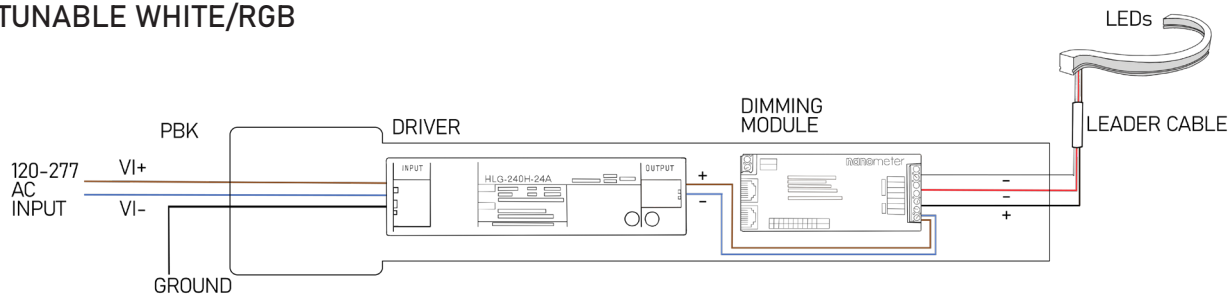 TUNABLE WHITE/RGB
LEDs
LEADER CABLE
DIMMING
MODULE
DRIVER
PBK
120-277
AC
INPUT
VI+
VI-
GROUND
INPUT
HLG-240H-24A
OUTPUT
+
-
nanometer
-
-
+